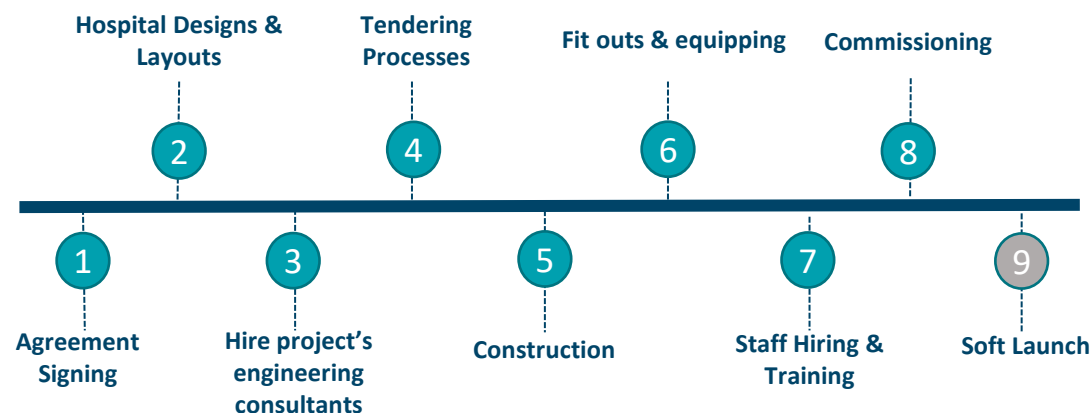 Hospital Designs &
Layouts
Tendering
Processes
Fit outs & equipping
Commissioning
2
4
6
8
1
3
5
7
9
Agreement
Signing
Hire project’s
engineering
consultants
Construction
Staff Hiring &
Training
Soft Launch